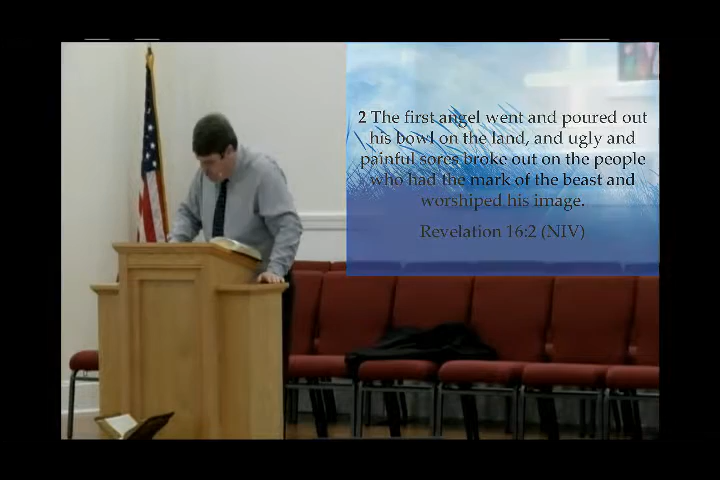 2 The first angel went and poured out
his bowl on the land, and ugly and
painful sores broke out on the people
who had the mark of the beast and
worshiped his image.
Revelation 16:2 (NIV)